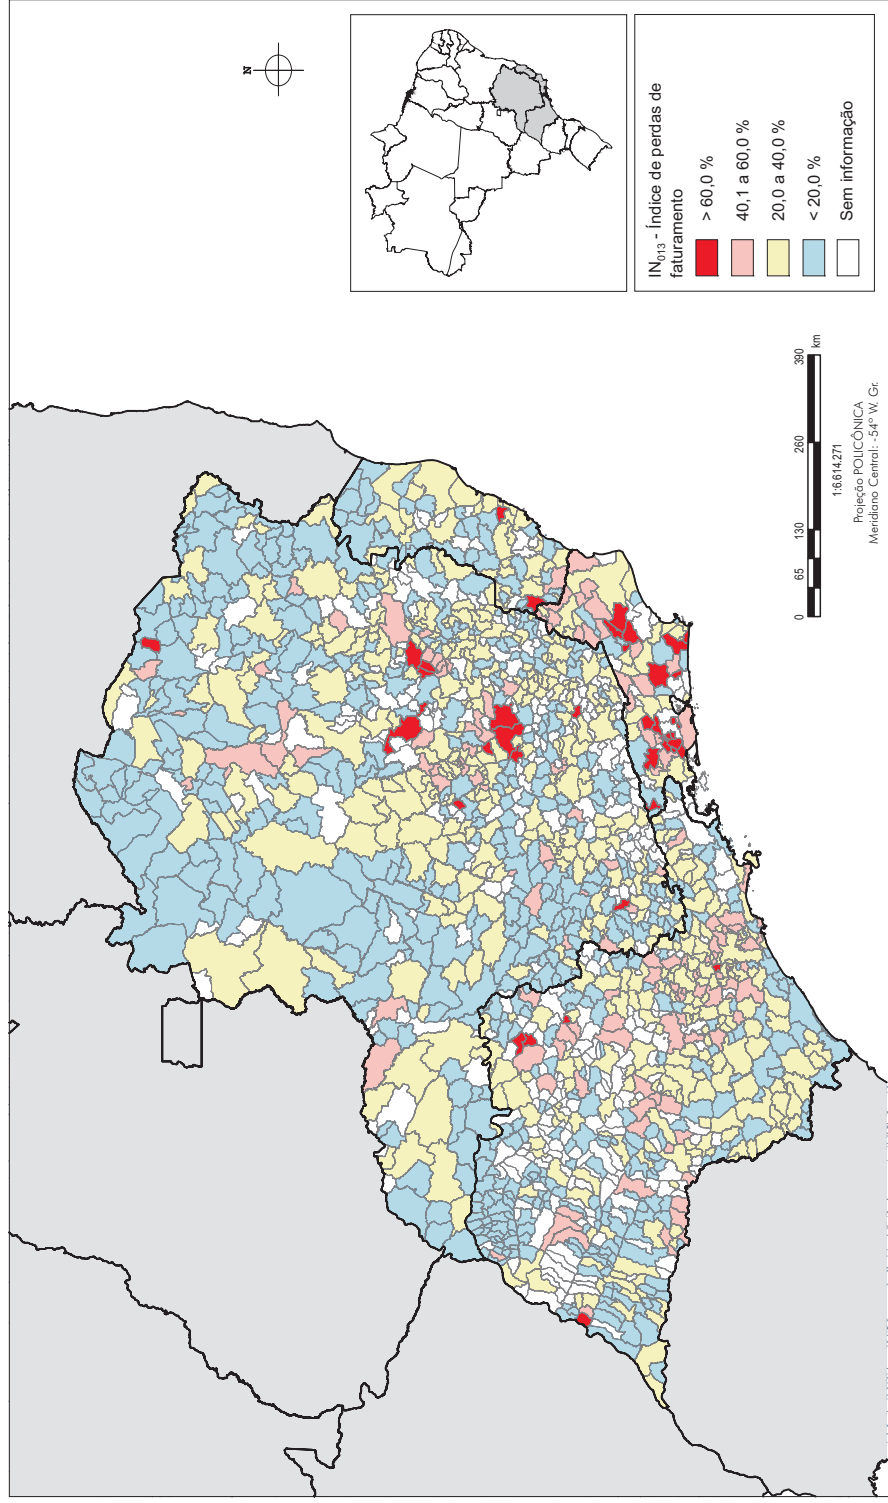 N
IN013 - Índice de perdas de
faturamento
> 60,0 %
40,1 a 60,0 %
20,0 a 40,0 %
< 20,0 %
Sem informação
0 65 130 260 390
km
1:6.614.271
Projeção POLICÔNICA
Meridiano Central: -54º W. Gr.